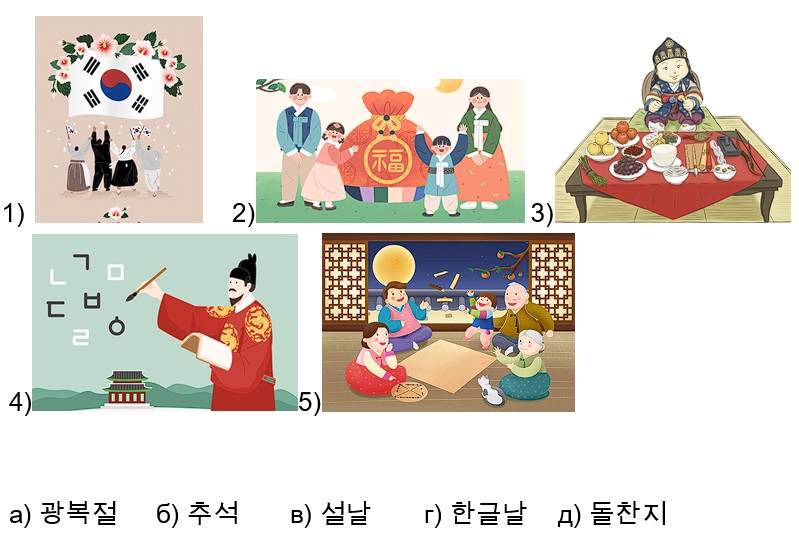 福
1) 2) 3)
ㄱ
ㄴ ㅁ
ㄷ ㅂ ㅇ
ㄹ
4) 5)
а) 광복절 б) 추석 в) 설날 г) 한글날 д) 돌찬지